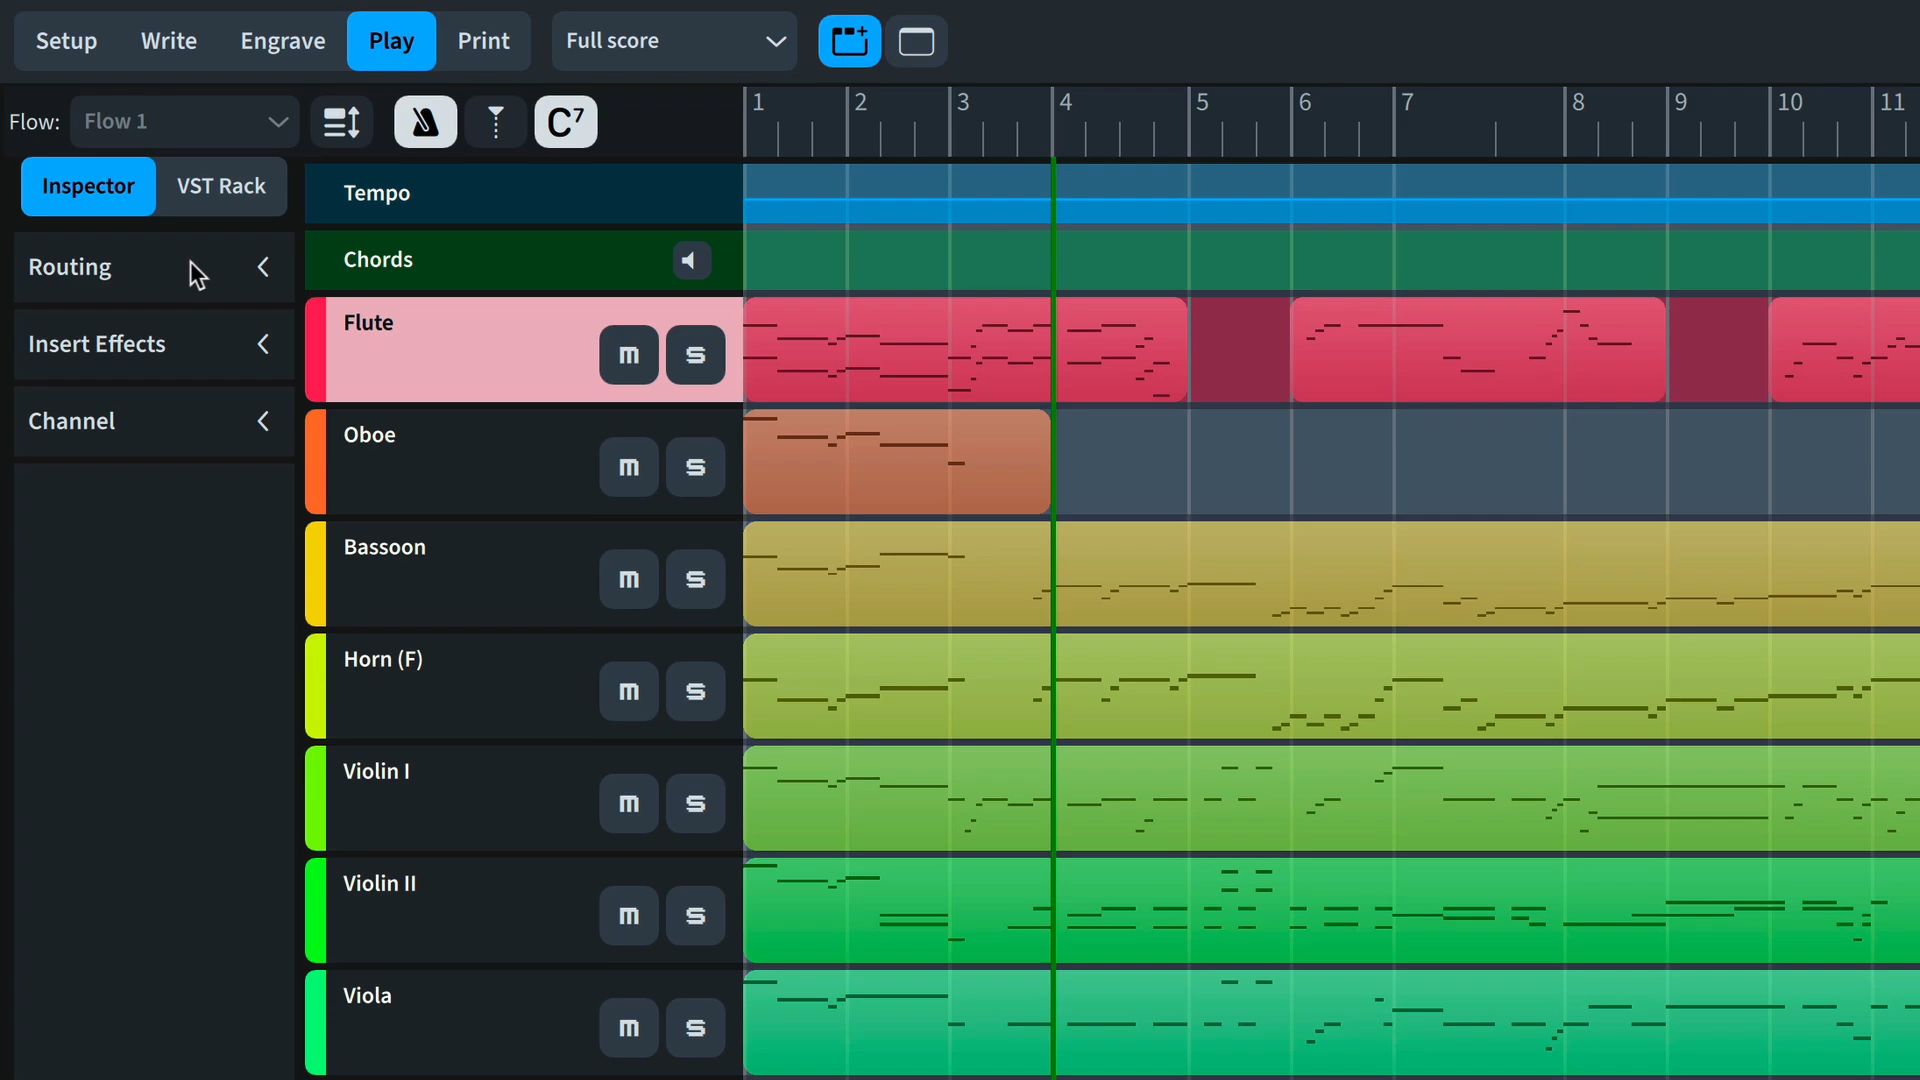 Setup Write Engrave Play Print Full score
Flow: Flow 1 C7 1 2 3 4 5 6 7 8 9 10 11
Inspector VST Rack
Tempo
Routing
Chords
Insert Effects
Channel
Flute
m s
Oboe
m s
Bassoon
m s
Horn (F)
m s
Violin I
m s
Violin II
m s
Viola
m s